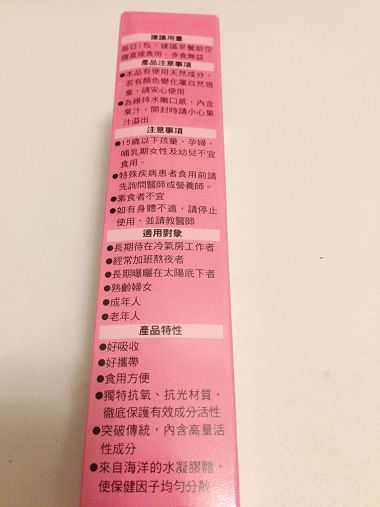 建議用量
每日1包，建議早餐前空
腹直接食用，多食無益
產品注意事項
●本品有使用天然成分，
若有顏色變化屬自然現
象，請安心使用
●為維持水嫩口感，內含
果汁，開封時請小心果
汁溢出
注意事項
●15歲以下孩童、孕婦、
哺乳期女性及幼兒不宜
食用。
●特殊疾病患者食用前請
先詢問醫師或營養師。
●素食者不宜
●如有身體不適，請停止
使用，並請教醫師
適用對象
●長期待在冷氣房工作者
●經常加班熬夜者
●長期曝曬在太陽底下者
●熟齡婦女
●成年人
●老年人
產品特性
●好吸收
●好攜帶
●食用方便
●獨特抗氧、抗光材質，
徹底保護有效成分活性
●突破傳統，內含高量活
性成分
●來自海洋的水凝膠體，
使保健因子均勻分散